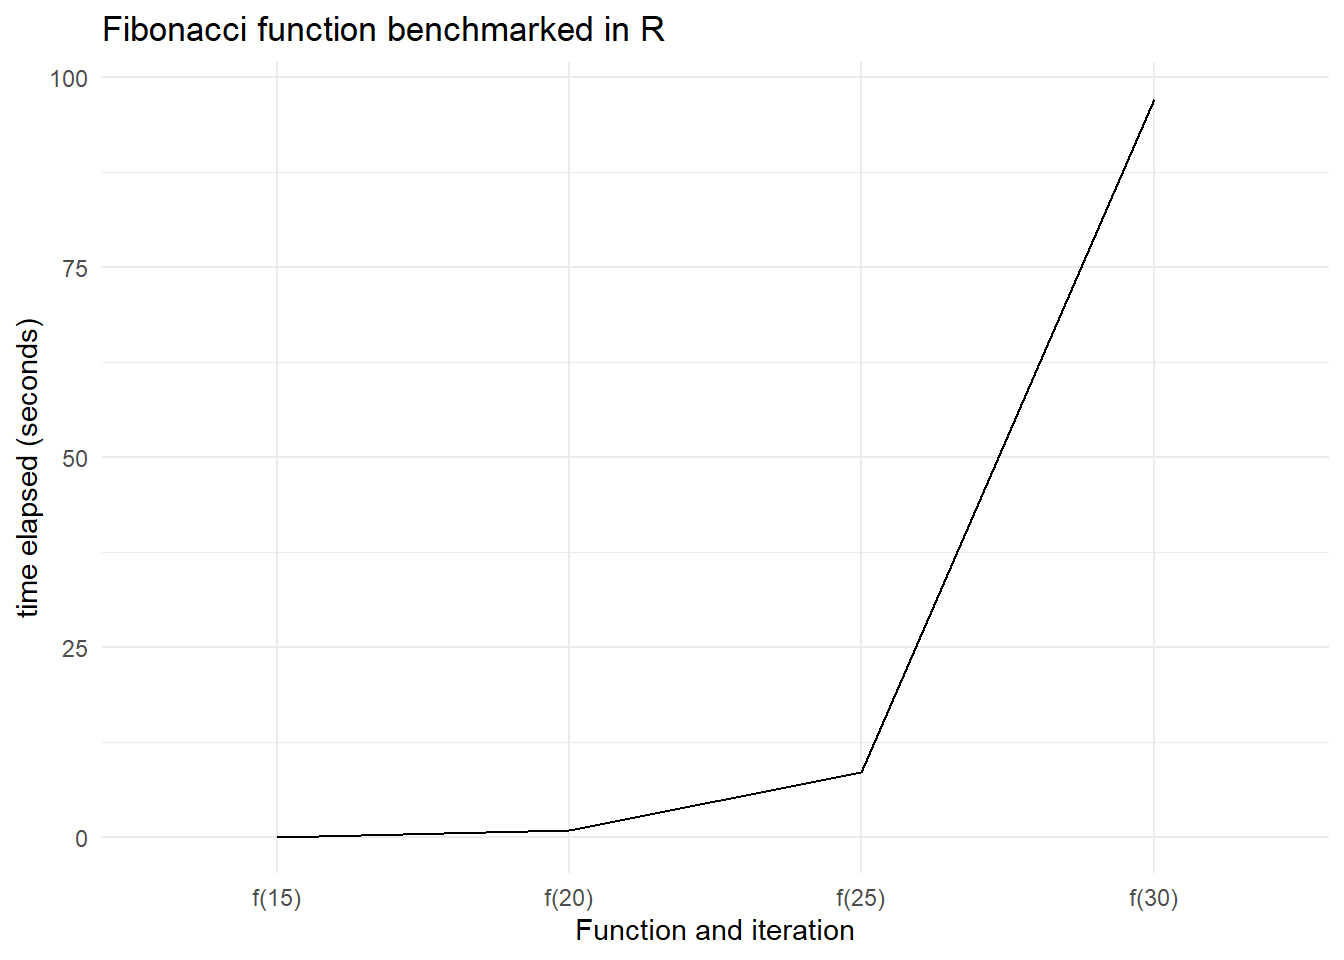 Fibonacci function benchmarked in R
100
75
50
25
0
time elapsed (seconds)
f(15) f(20) f(25) f(30)
Function and iteration